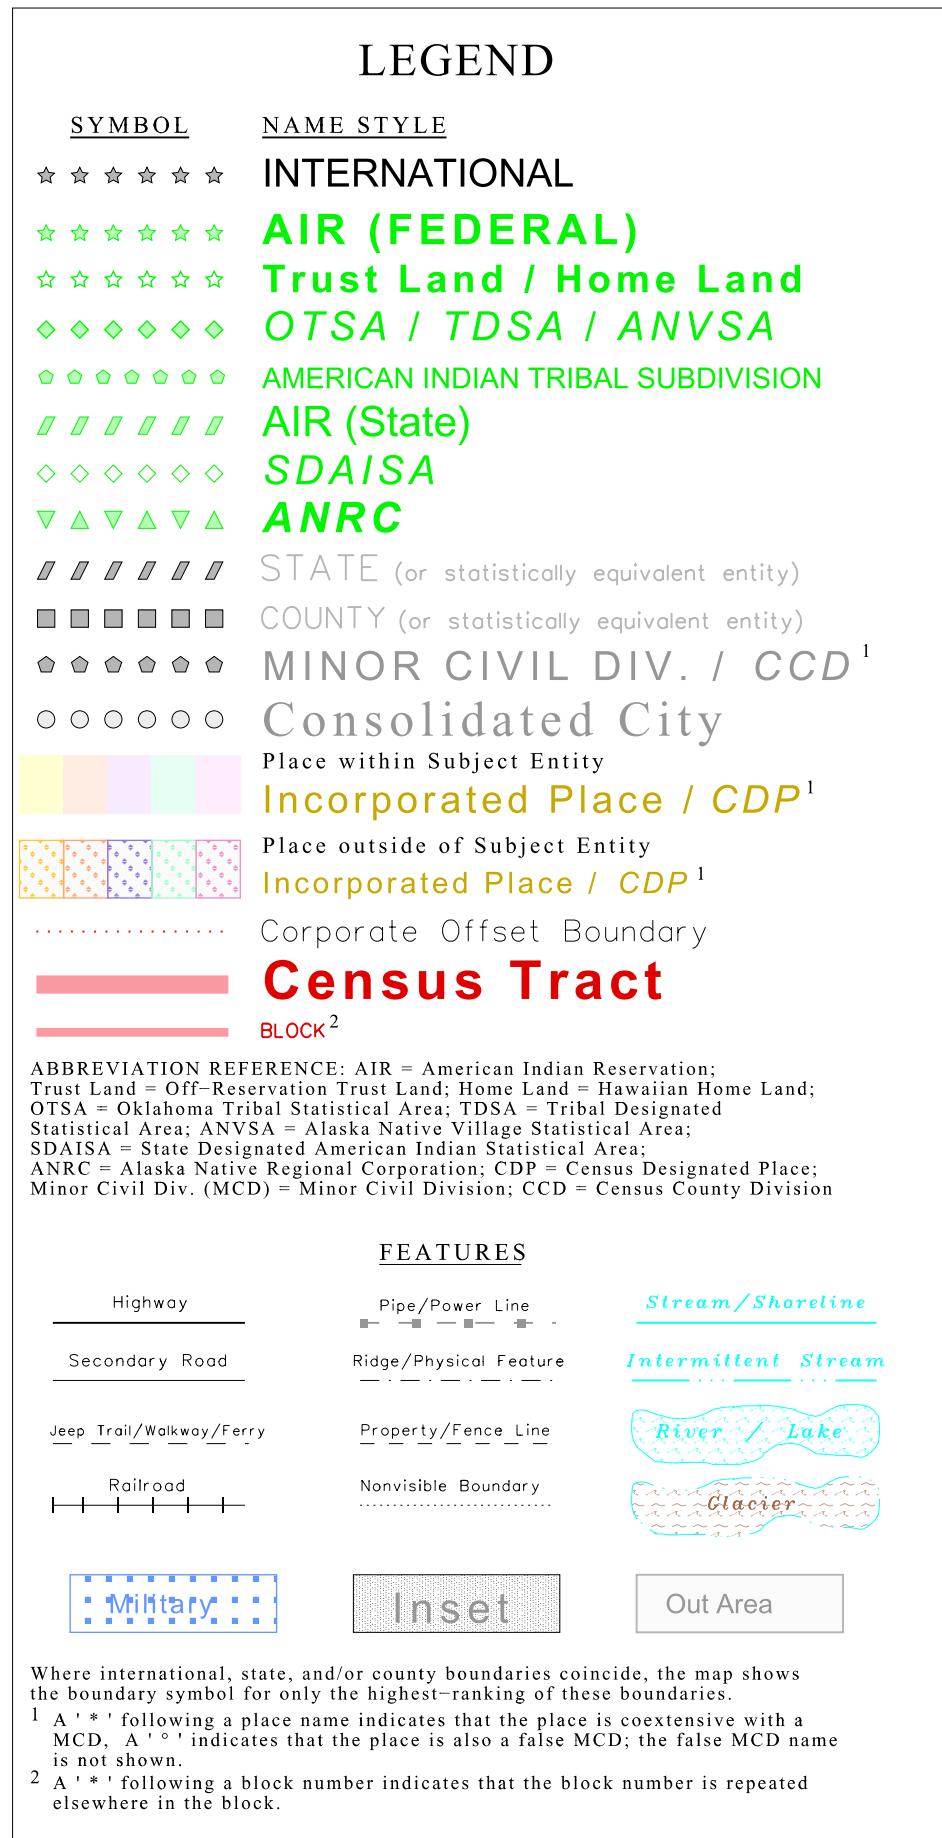 LEGEND
SYMBOL NAME STYLE
INTERNATIONAL
AIR (FEDERAL)
Trust Land / Home Land
OTSA / TDSA / ANVSA
AMERICAN INDIAN TRIBAL SUBDIVISION
AIR (State)
SDAISA
ANRC
STATE (or statistically equivalent entity)
COUNTY (or statistically equivalent entity)
MINOR CIVIL DIV. / CCD 1
Consolidated City
Place within Subject Entity
Incorporated Place / CDP 1
Place outside of Subject Entity
Incorporated Place / CDP 1
Corporate Offset Boundary
Census Tract
BLOCK 2
ABBREVIATION REFERENCE: AIR = American Indian Reservation;
Trust Land = Off−Reservation Trust Land; Home Land = Hawaiian Home Land;
OTSA = Oklahoma Tribal Statistical Area; TDSA = Tribal Designated
Statistical Area; ANVSA = Alaska Native Village Statistical Area;
SDAISA = State Designated American Indian Statistical Area;
ANRC = Alaska Native Regional Corporation; CDP = Census Designated Place;
Minor Civil Div. (MCD) = Minor Civil Division; CCD = Census County Division
FEATURES
Highway Pipe/Power Line Stream/Shoreline
Secondary Road Ridge/Physical Feature Intermittent Stream
Jeep Trail/Walkway/Ferry Property/Fence Line River / Lake
Railroad Nonvisible Boundary Glacier
Military Inset Out Area
Where international, state, and/or county boundaries coincide, the map shows
the boundary symbol for only the highest−ranking of these boundaries.
1 A ' * ' following a place name indicates that the place is coextensive with a
MCD, A ' ° ' indicates that the place is also a false MCD; the false MCD name
is not shown.
2 A ' * ' following a block number indicates that the block number is repeated
elsewhere in the block.